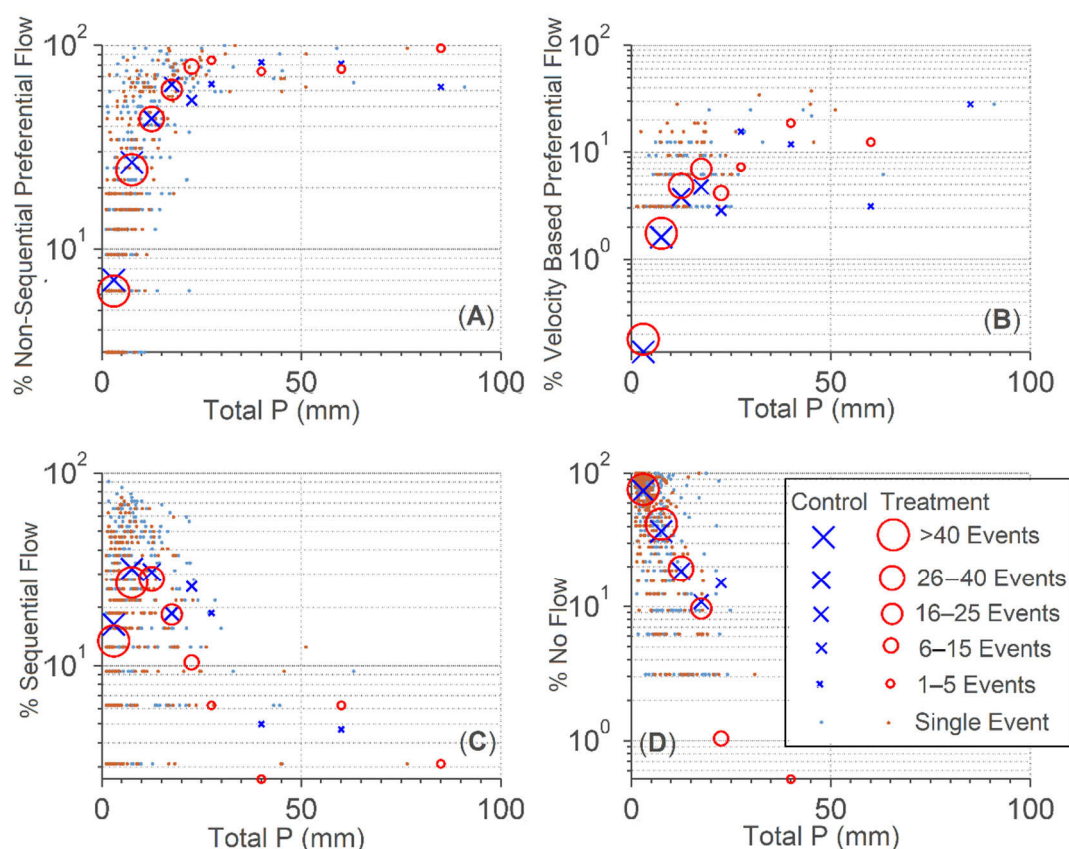 % Non-Sequential Preferential Flow
10²
10¹
(A)
0
50
100
Total P (mm)
% Velocity Based Preferential Flow
10²
10¹
10⁰
(B)
0
50
100
Total P (mm)
% Sequential Flow
10²
10¹
(C)
0
50
100
Total P (mm)
% No Flow
10²
10¹
10⁰
(D)
0
50
100
Total P (mm)
Control Treatment
>40 Events
26–40 Events
16–25 Events
6–15 Events
1–5 Events
Single Event